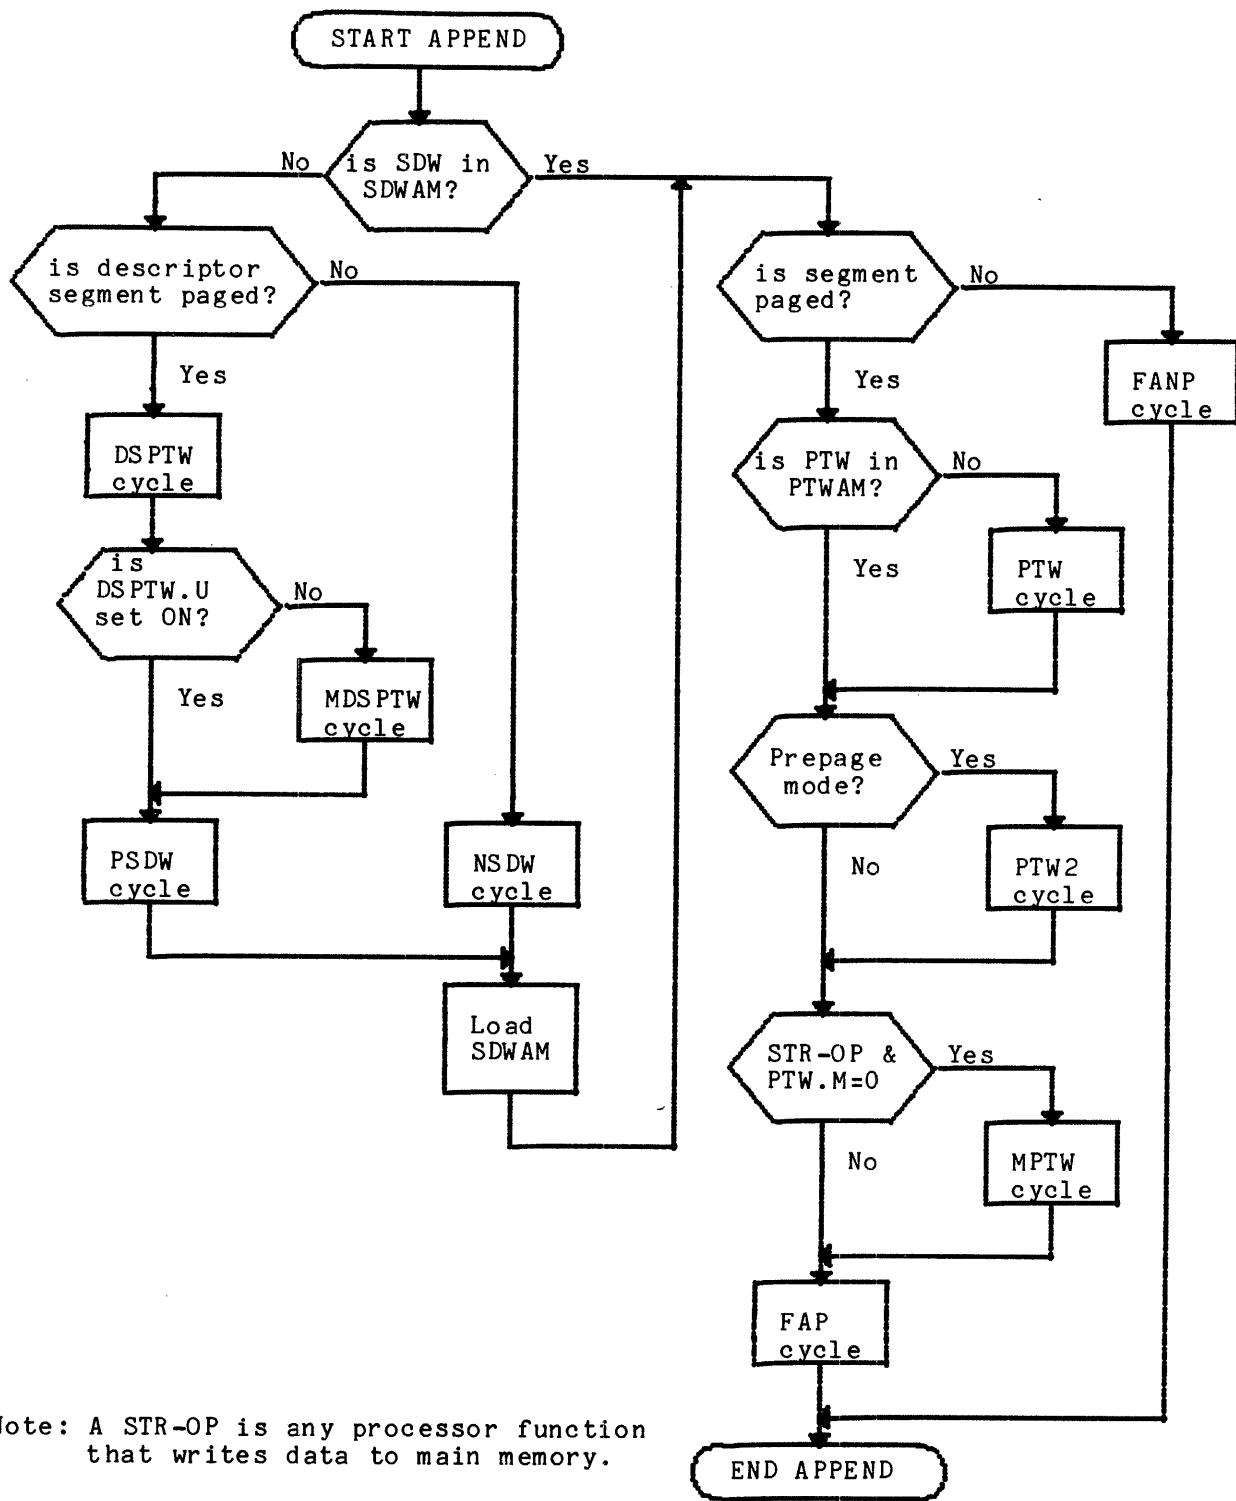 START APPEND
is SDW in
SDWAM?
No
Yes
is descriptor
segment paged?
No
Yes
DSPTW
cycle
is
DSPTW.U
set ON?
No
Yes
MDSPTW
cycle
PSDW
cycle
NSDW
cycle
Load
SDWAM
is segment
paged?
No
Yes
FANP
cycle
is PTW in
PTWAM?
No
Yes
PTW
cycle
Prepage
mode?
Yes
No
PTW2
cycle
STR-OP &
PTW.M=0
Yes
No
MPTW
cycle
FAP
cycle
Note: A STR-OP is any processor function
that writes data to main memory.
END APPEND